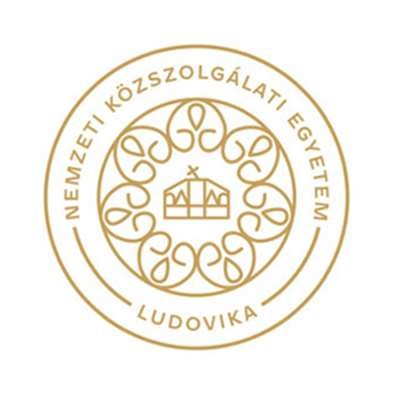 NEMZETI KÖZSZOLGÁLATI EGYETEM
LUDOVIKA